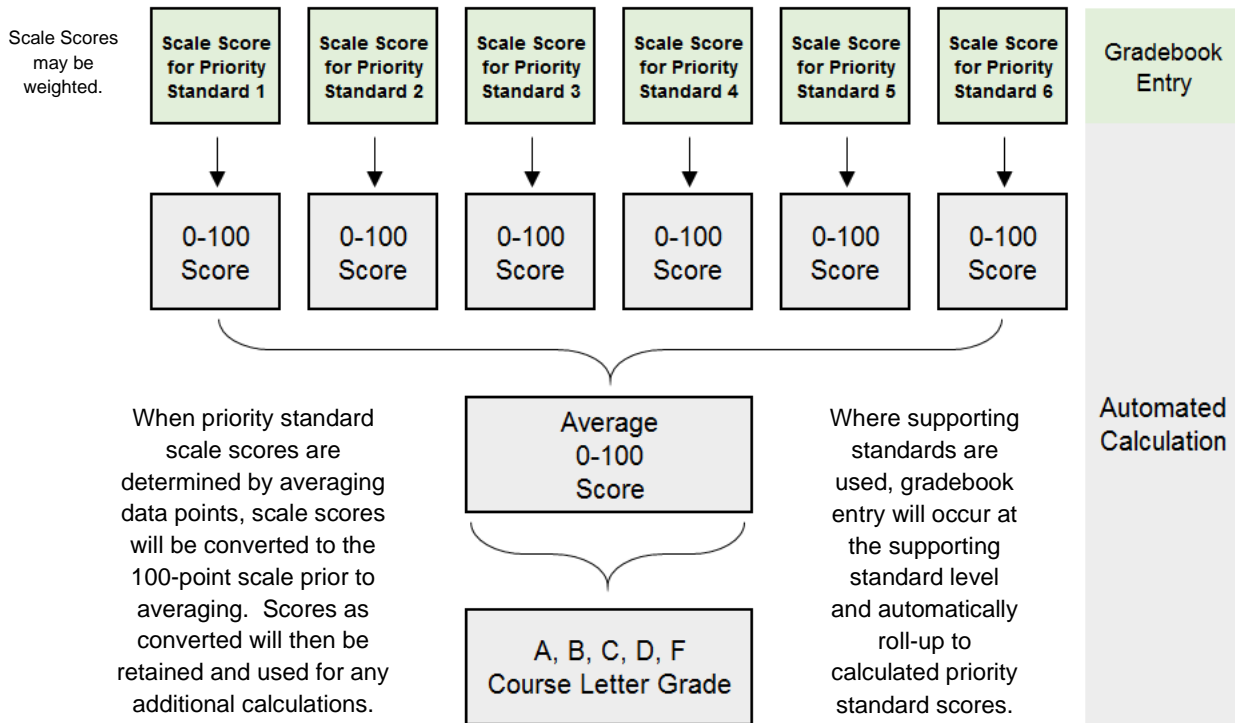 Scale Scores
may be
weighted.
Scale Score
for Priority
Standard 1
Scale Score
for Priority
Standard 2
Scale Score
for Priority
Standard 3
Scale Score
for Priority
Standard 4
Scale Score
for Priority
Standard 5
Scale Score
for Priority
Standard 6
Gradebook
Entry
0-100
Score
0-100
Score
0-100
Score
0-100
Score
0-100
Score
0-100
Score
When priority standard
scale scores are
determined by averaging
data points, scale scores
will be converted to the
100-point scale prior to
averaging. Scores as
converted will then be
retained and used for any
additional calculations.
Average
0-100
Score
A, B, C, D, F
Course Letter Grade
Where supporting
standards are
used, gradebook
entry will occur at
the supporting
standard level
and automatically
roll-up to
calculated priority
standard scores.
Automated
Calculation